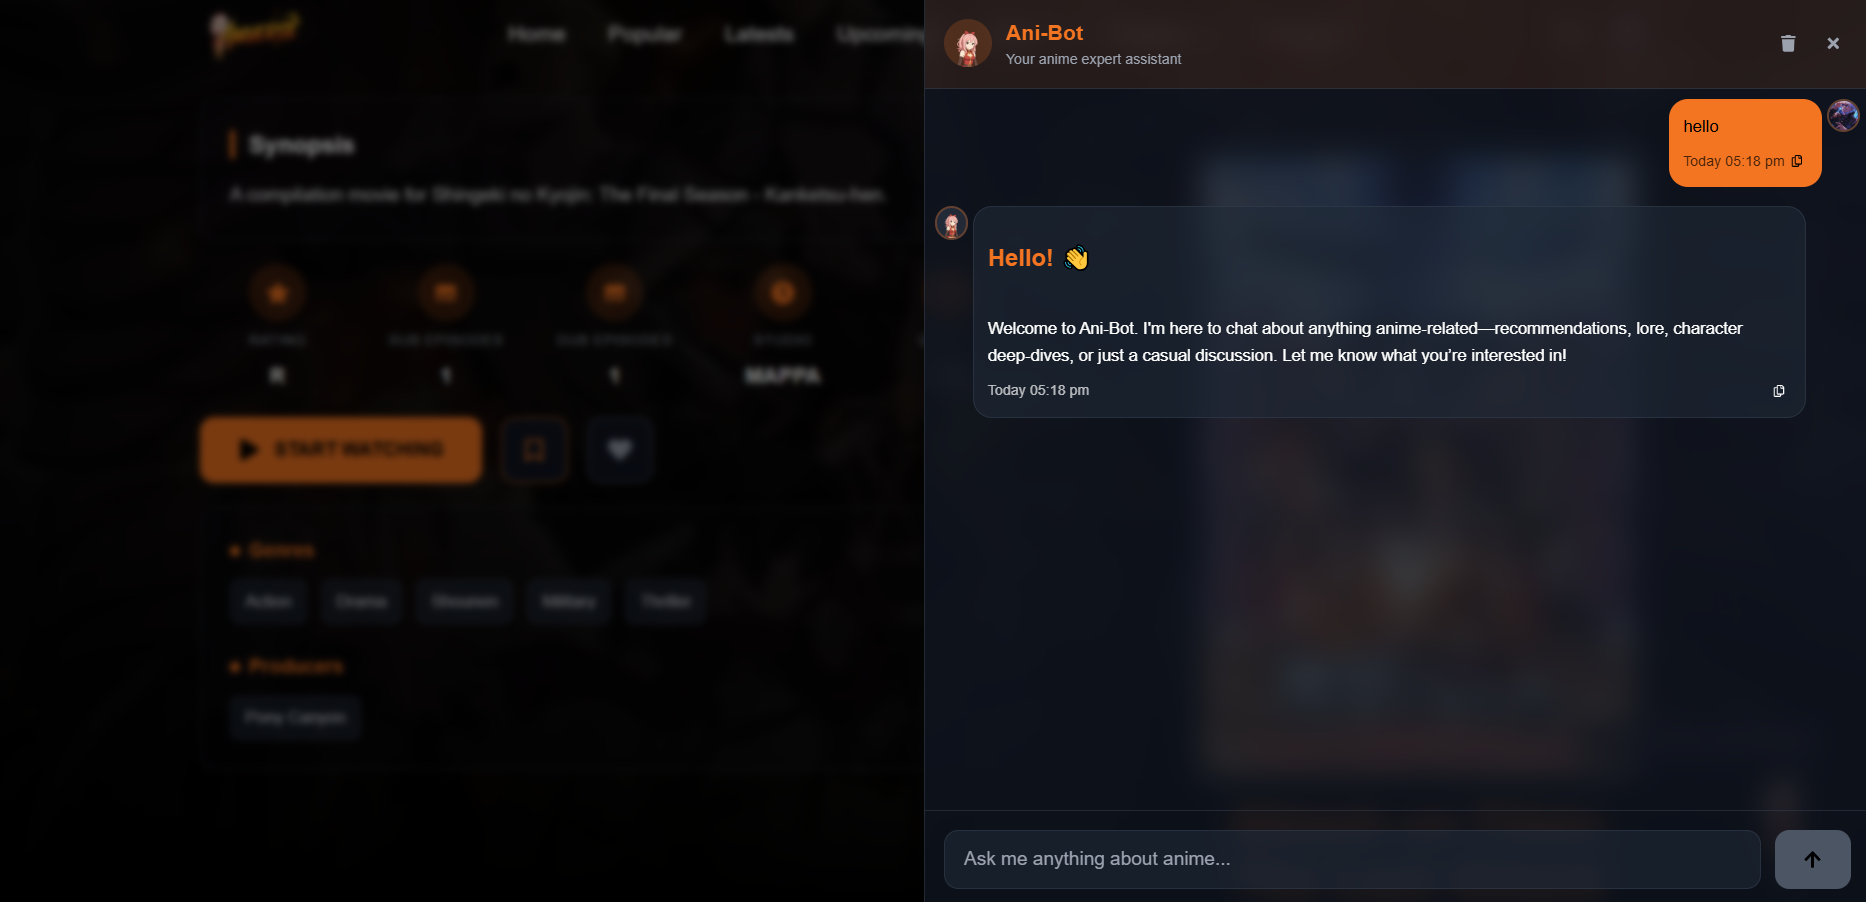 Home Popular Latests Upcoming
Synopsis
A compilation movie for Shingeki no Kyojin: The Final Season - Kanketsu-hen.
RATING SUB EPISODES DUB EPISODES STUDIO
R 1 1 MAPPA
START WATCHING
Genres
Action Drama Shounen Military Thriller
Producers
Pony Canyon
Ani-Bot
Your anime expert assistant
hello
Today 05:18 pm
Hello! 👋
Welcome to Ani-Bot. I'm here to chat about anything anime-related—recommendations, lore, character
deep-dives, or just a casual discussion. Let me know what you’re interested in!
Today 05:18 pm
Ask me anything about anime...